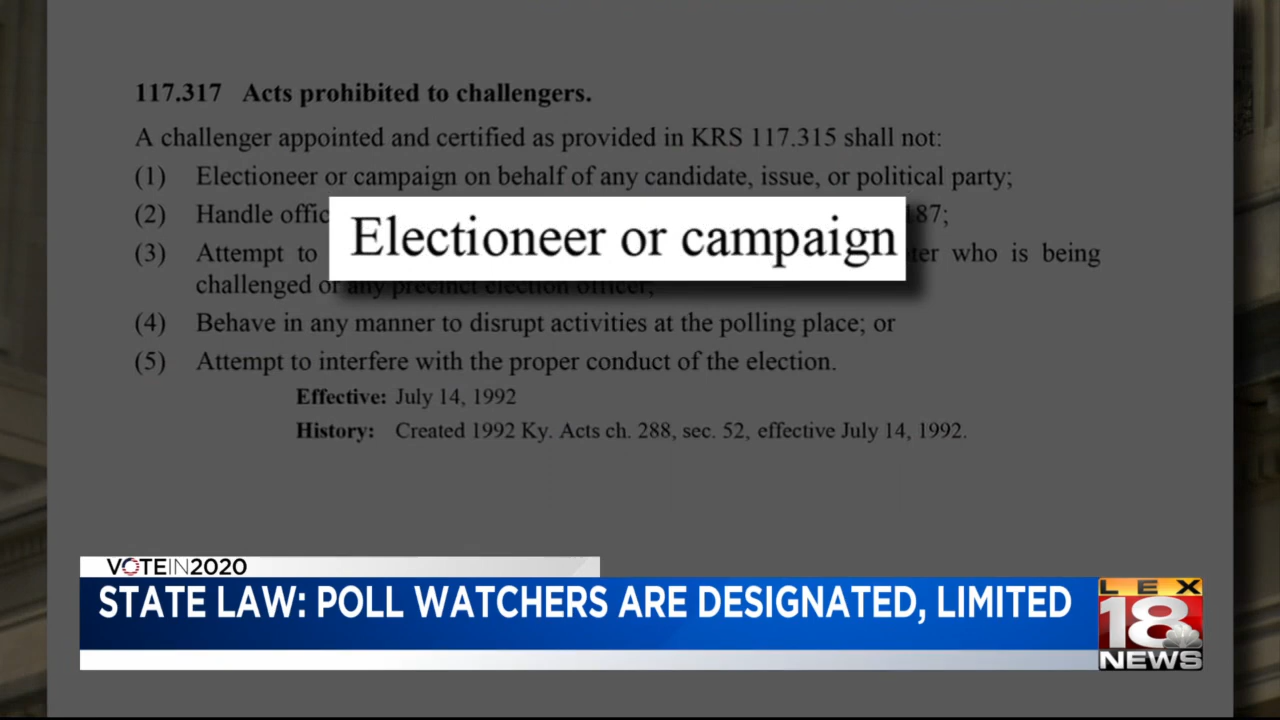 117.317 Acts prohibited to challengers.
A challenger appointed and certified as provided in KRS 117.315 shall not:
(1) Electioneer or campaign on behalf of any candidate, issue, or political party;
(2) Handle offic 87;
Electioneer or campaign
(3) Attempt to ter who is being
challenged or any precinct election officer;
(4) Behave in any manner to disrupt activities at the polling place; or
(5) Attempt to interfere with the proper conduct of the election.
Effective: July 14, 1992
History: Created 1992 Ky. Acts ch. 288, sec. 52, effective July 14, 1992.
VOTEIN2020
STATE LAW: POLL WATCHERS ARE DESIGNATED, LIMITED
LEX
18
NEWS